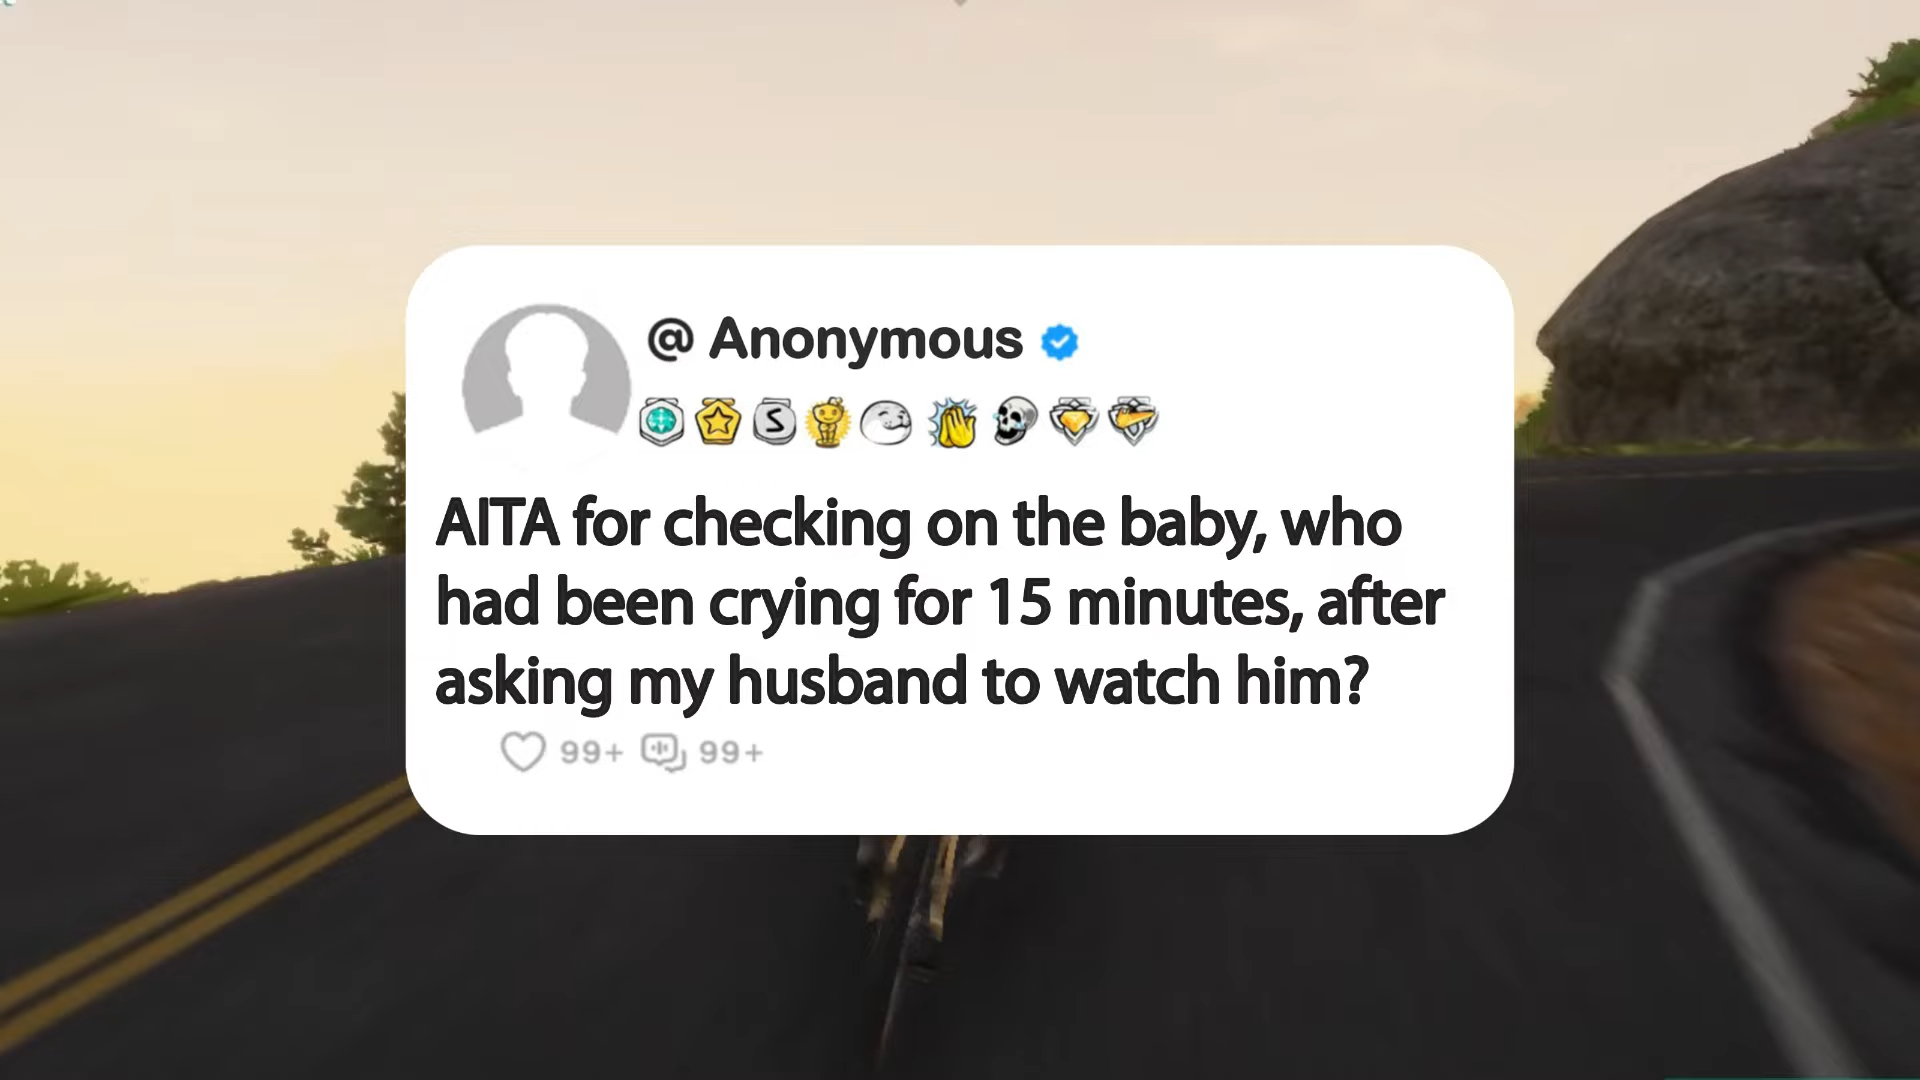 @ Anonymous
S
AITA for checking on the baby, who
had been crying for 15 minutes, after
asking my husband to watch him?
99+ 99+